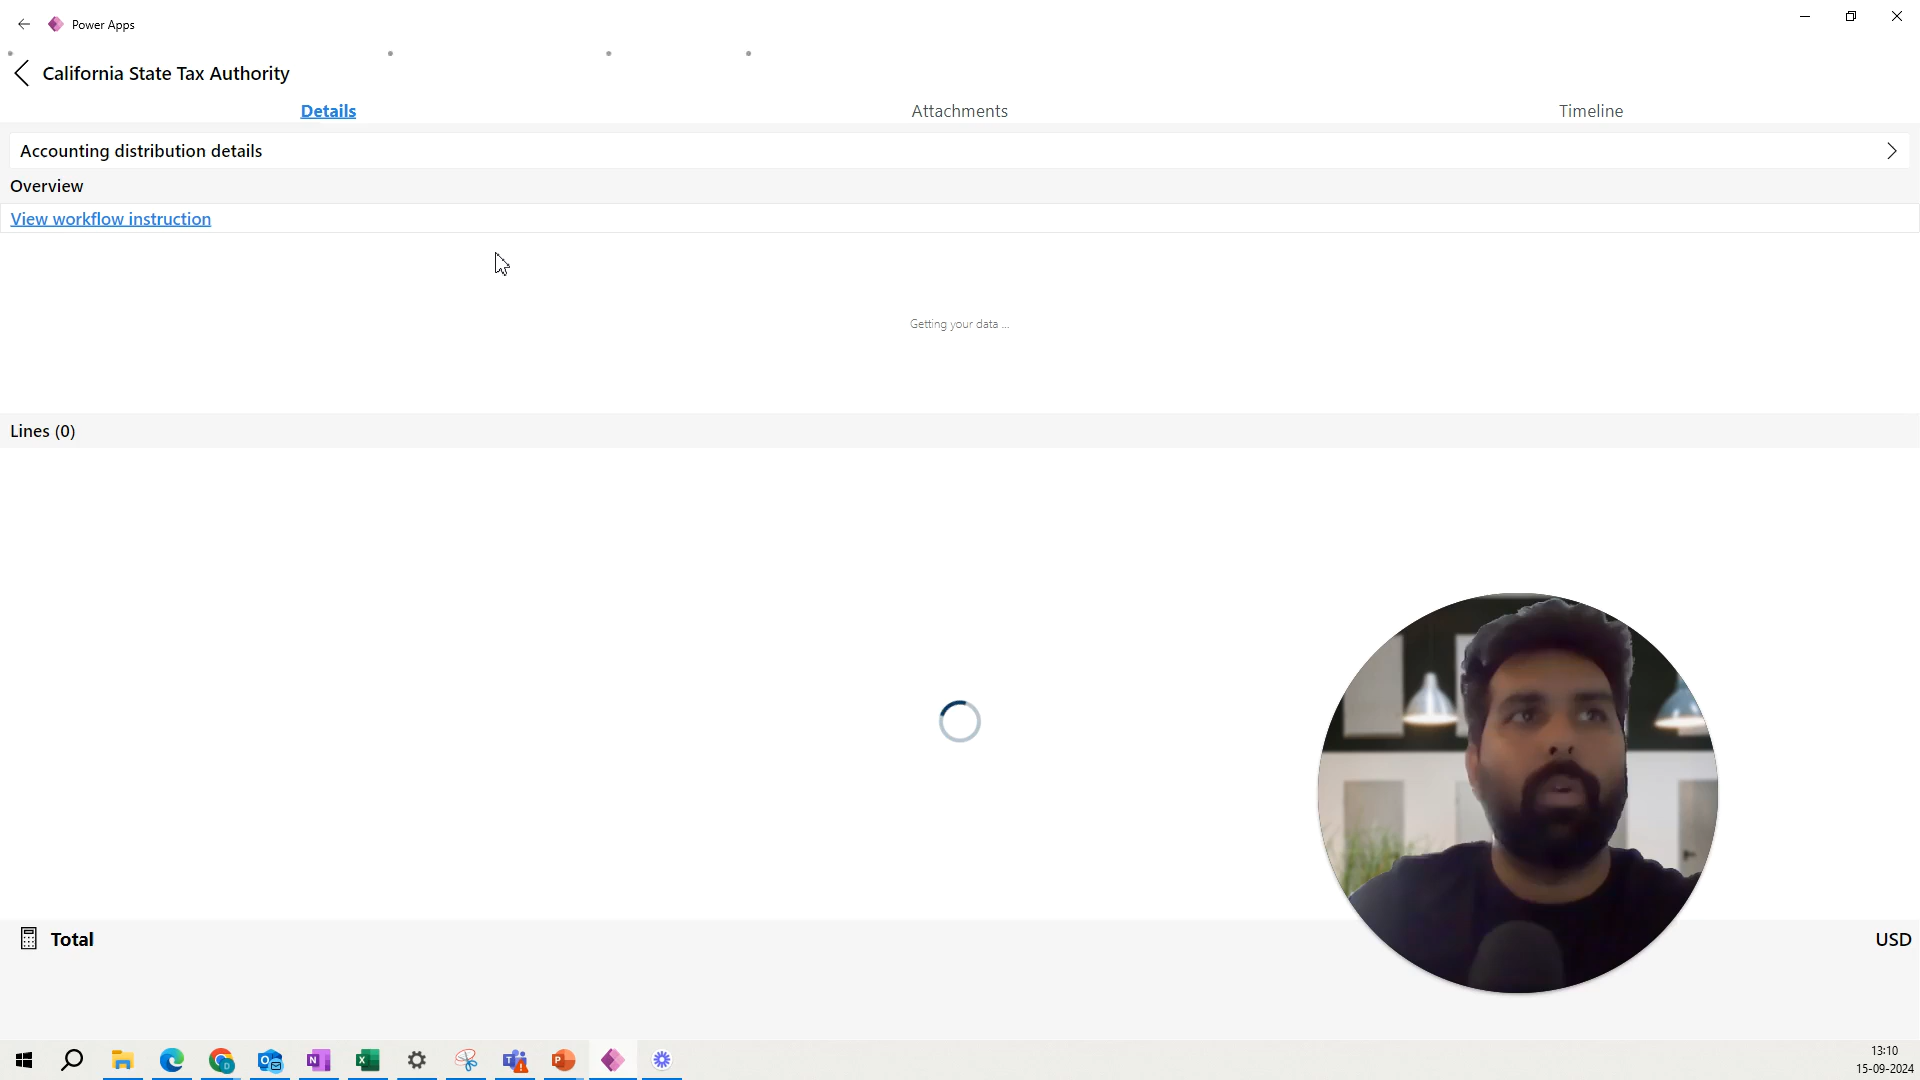 Power Apps
California State Tax Authority
Details Attachments Timeline
Accounting distribution details
Overview
View workflow instruction
Getting your data ...
Lines (0)
Total USD
13:10
15-09-2024